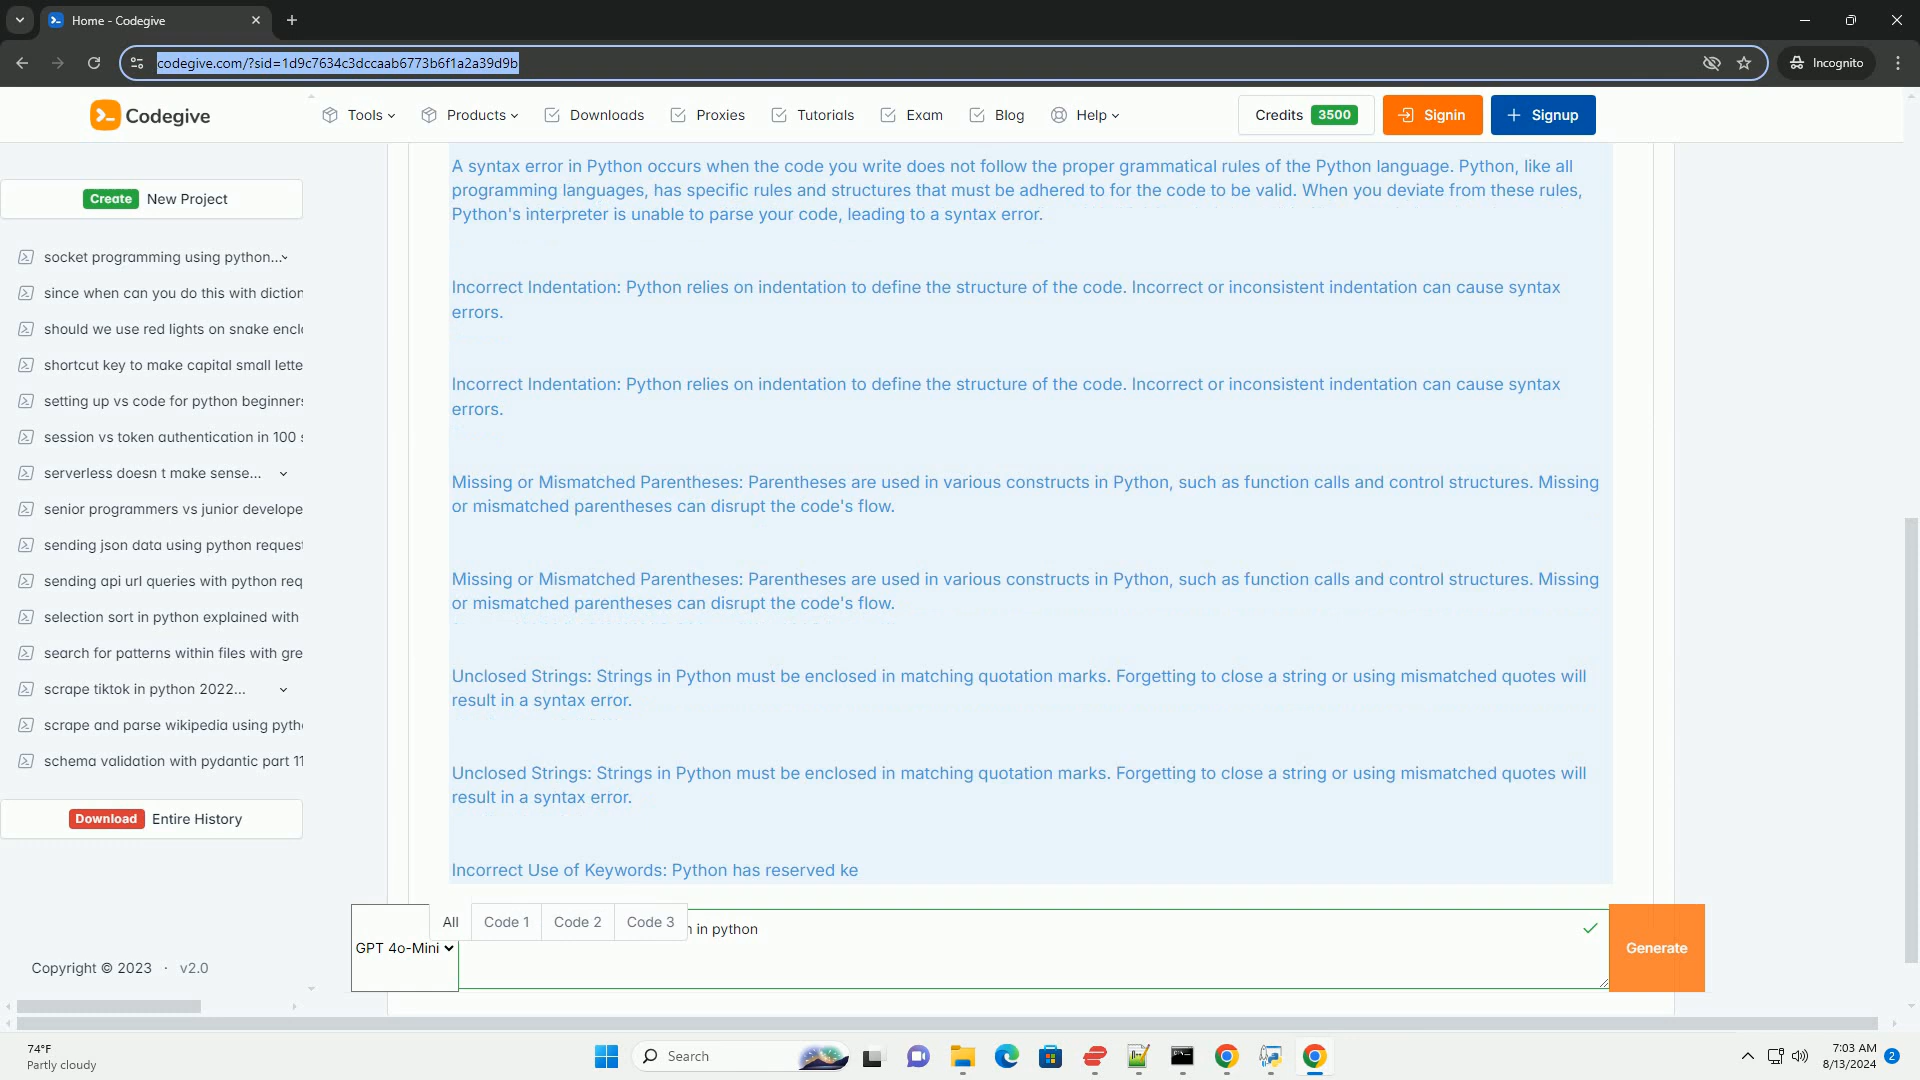 Home - Codegive
codegive.com/?sid=1d9c7634c3dccaab6773b6f1a2a39d9b
Incognito
Codegive
Tools
Products
Downloads
Proxies
Tutorials
Exam
Blog
Help
Credits 3500
Signin
Signup
Create New Project
socket programming using python...
since when can you do this with diction
should we use red lights on snake encl
shortcut key to make capital small lette
setting up vs code for python beginners
session vs token authentication in 100 s
serverless doesn t make sense...
senior programmers vs junior develope
sending json data using python request
sending api url queries with python req
selection sort in python explained with
search for patterns within files with gre
scrape tiktok in python 2022...
scrape and parse wikipedia using pyth
schema validation with pydantic part 11
Download Entire History
Copyright © 2023 · v2.0
A syntax error in Python occurs when the code you write does not follow the proper grammatical rules of the Python language. Python, like all
programming languages, has specific rules and structures that must be adhered to for the code to be valid. When you deviate from these rules,
Python's interpreter is unable to parse your code, leading to a syntax error.
Incorrect Indentation: Python relies on indentation to define the structure of the code. Incorrect or inconsistent indentation can cause syntax
errors.
Incorrect Indentation: Python relies on indentation to define the structure of the code. Incorrect or inconsistent indentation can cause syntax
errors.
Missing or Mismatched Parentheses: Parentheses are used in various constructs in Python, such as function calls and control structures. Missing
or mismatched parentheses can disrupt the code's flow.
Missing or Mismatched Parentheses: Parentheses are used in various constructs in Python, such as function calls and control structures. Missing
or mismatched parentheses can disrupt the code's flow.
Unclosed Strings: Strings in Python must be enclosed in matching quotation marks. Forgetting to close a string or using mismatched quotes will
result in a syntax error.
Unclosed Strings: Strings in Python must be enclosed in matching quotation marks. Forgetting to close a string or using mismatched quotes will
result in a syntax error.
Incorrect Use of Keywords: Python has reserved ke
All
Code 1
Code 2
Code 3
n in python
GPT 4o-Mini
Generate
74°F
Partly cloudy
Search
7:03 AM
8/13/2024
2